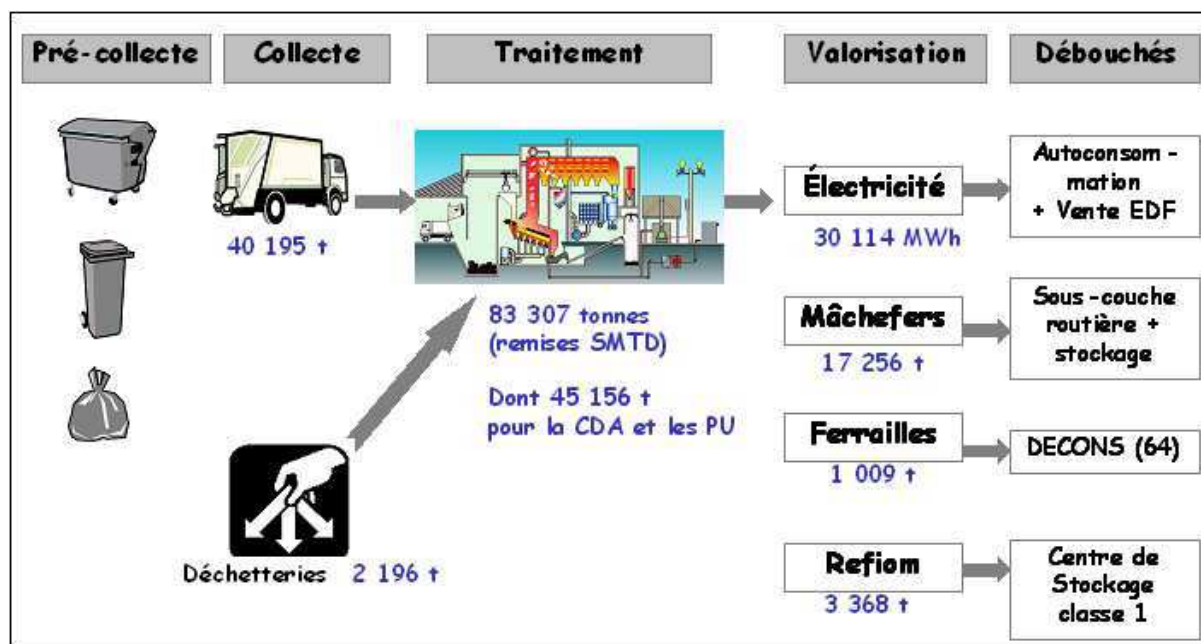 Pré-collecte
Collecte
Traitement
Valorisation
Débouchés
40 195 t
83 307 tonnes
(remises SMTD)
Dont 45 156 t
pour la CDA et les PU
Déchetteries 2 196 t
Électricité
30 114 MWh
Autoconsom -
mation
+ Vente EDF
Mâchefers
17 256 t
Sous -couche
routière +
stockage
Ferrailles
1 009 t
DECONS (64)
Refiom
3 368 t
Centre de
Stockage
classe 1